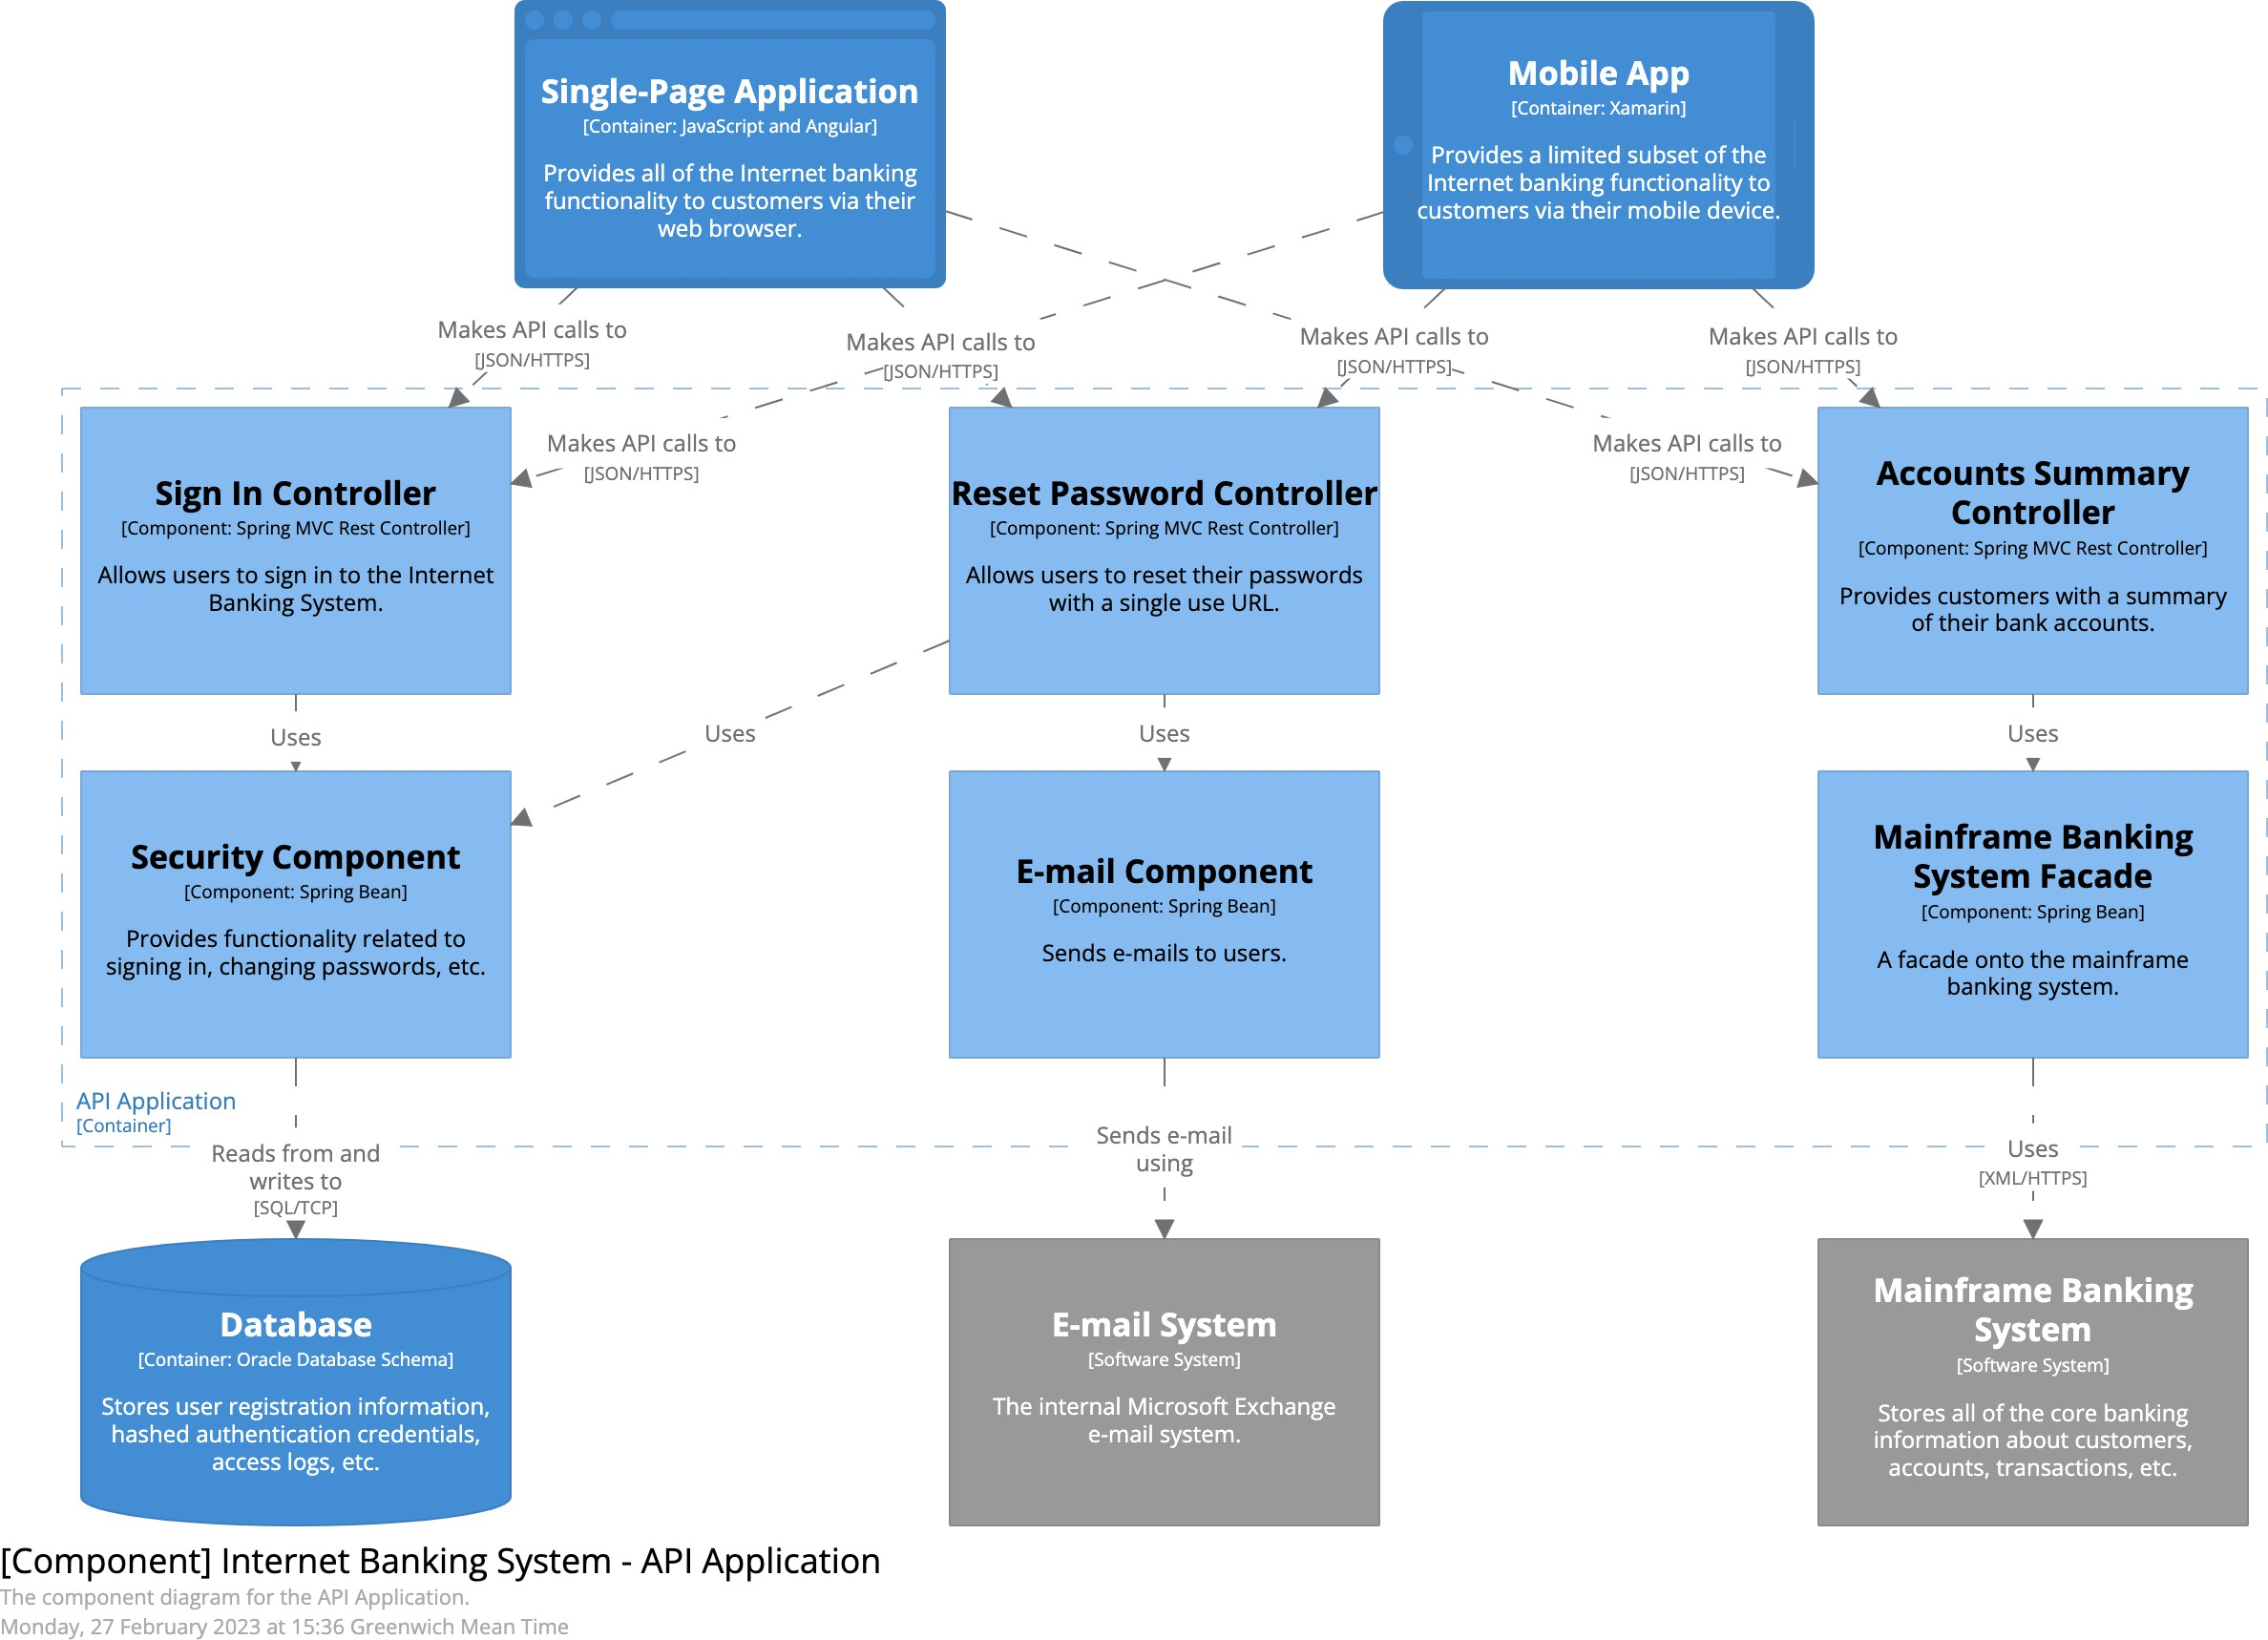 Single-Page Application
[Container: JavaScript and Angular]
Provides all of the Internet banking
functionality to customers via their
web browser.
Mobile App
[Container: Xamarin]
Provides a limited subset of the
Internet banking functionality to
customers via their mobile device.
Makes API calls to
[JSON/HTTPS]
Makes API calls to
[JSON/HTTPS]
Makes API calls to
[JSON/HTTPS]
Makes API calls to
[JSON/HTTPS]
Makes API calls to
[JSON/HTTPS]
Makes API calls to
[JSON/HTTPS]
Sign In Controller
[Component: Spring MVC Rest Controller]
Allows users to sign in to the Internet
Banking System.
Reset Password Controller
[Component: Spring MVC Rest Controller]
Allows users to reset their passwords
with a single use URL.
Accounts Summary
Controller
[Component: Spring MVC Rest Controller]
Provides customers with a summary
of their bank accounts.
Uses
Uses
Uses
Uses
Security Component
[Component: Spring Bean]
Provides functionality related to
signing in, changing passwords, etc.
E-mail Component
[Component: Spring Bean]
Sends e-mails to users.
Mainframe Banking
System Facade
[Component: Spring Bean]
A facade onto the mainframe
banking system.
API Application
[Container]
Reads from and
writes to
[SQL/TCP]
Sends e-mail
using
Uses
[XML/HTTPS]
Database
[Container: Oracle Database Schema]
Stores user registration information,
hashed authentication credentials,
access logs, etc.
E-mail System
[Software System]
The internal Microsoft Exchange
e-mail system.
Mainframe Banking
System
[Software System]
Stores all of the core banking
information about customers,
accounts, transactions, etc.
[Component] Internet Banking System - API Application
The component diagram for the API Application.
Monday, 27 February 2023 at 15:36 Greenwich Mean Time